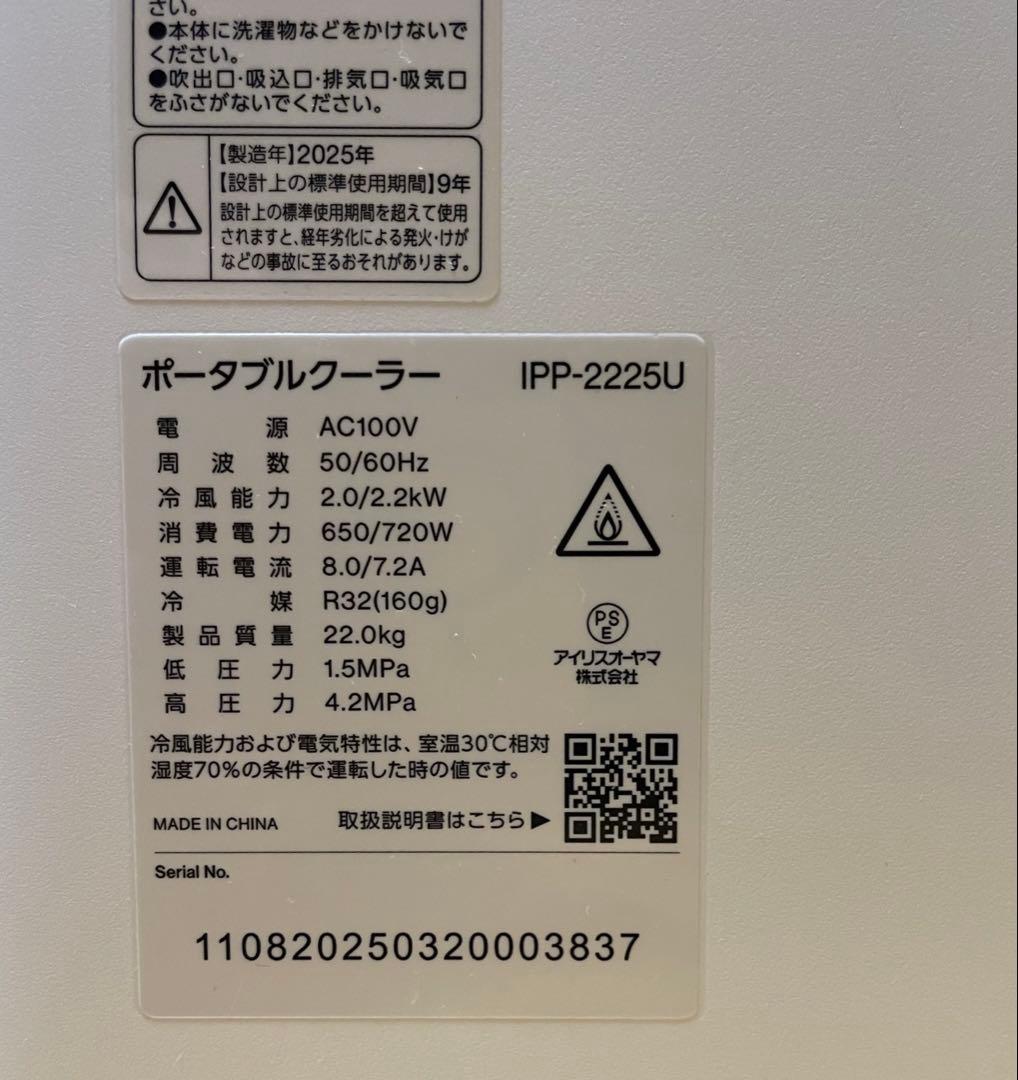 さい。
●本体に洗濯物などをかけないで
ください。
●吹出口・吸込口・排気口・吸気口
をふさがないでください。
【製造年】2025年
【設計上の標準使用期間】9年
設計上の標準使用期間を超えて使用
されますと、経年劣化による発火・けが
などの事故に至るおそれがあります。
ポータブルクーラー IPP-2225U
電源 AC100V
周波数 50/60Hz
冷風能力 2.0/2.2kW
消費電力 650/720W
運転電流 8.0/7.2A
冷媒 R32(160g)
製品質量 22.0kg
低圧力 1.5MPa
高圧力 4.2MPa
PS
E
アイリスオーヤマ
株式会社
冷風能力および電気特性は、室温30℃相対
湿度70%の条件で運転した時の値です。
MADE IN CHINA 取扱説明書はこちら▶
Serial No.
110820250320003837